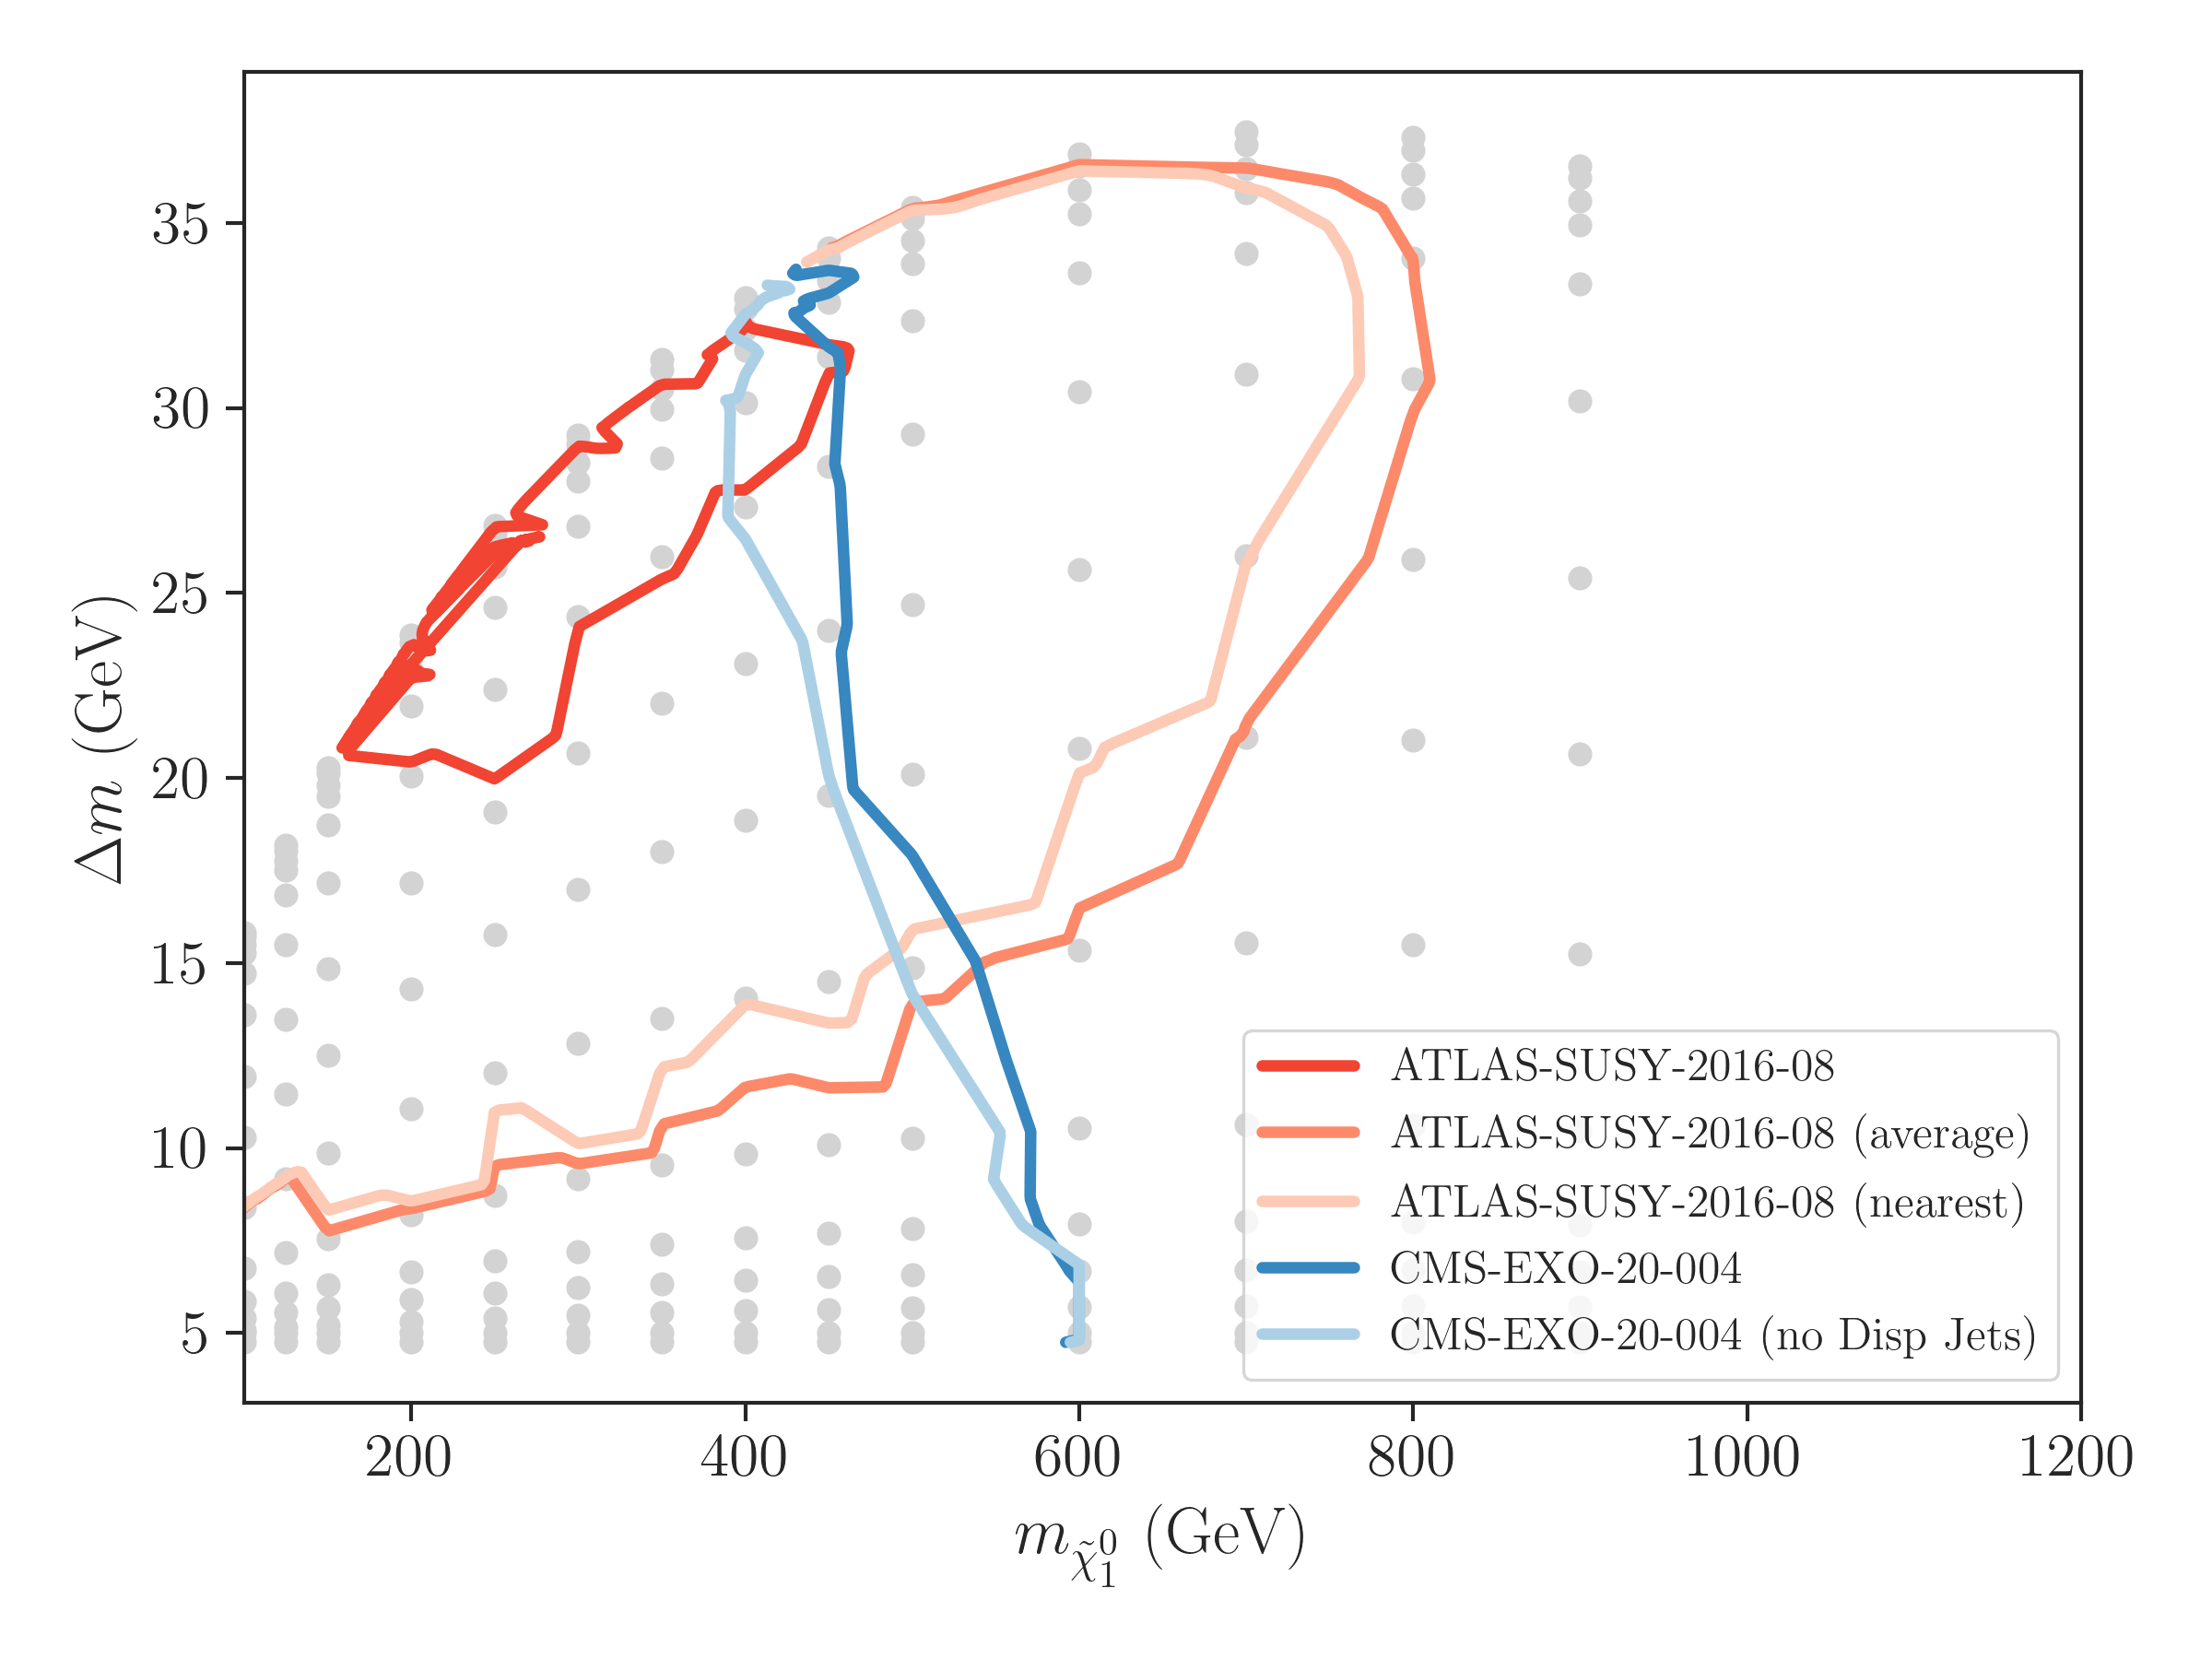 Δm (GeV)
35
30
25
20
15
10
5
ATLAS-SUSY-2016-08
ATLAS-SUSY-2016-08 (average)
ATLAS-SUSY-2016-08 (nearest)
CMS-EXO-20-004
CMS-EXO-20-004 (no Disp Jets)
200 400 600 800 1000 1200
m_{χ̃₁⁰} (GeV)